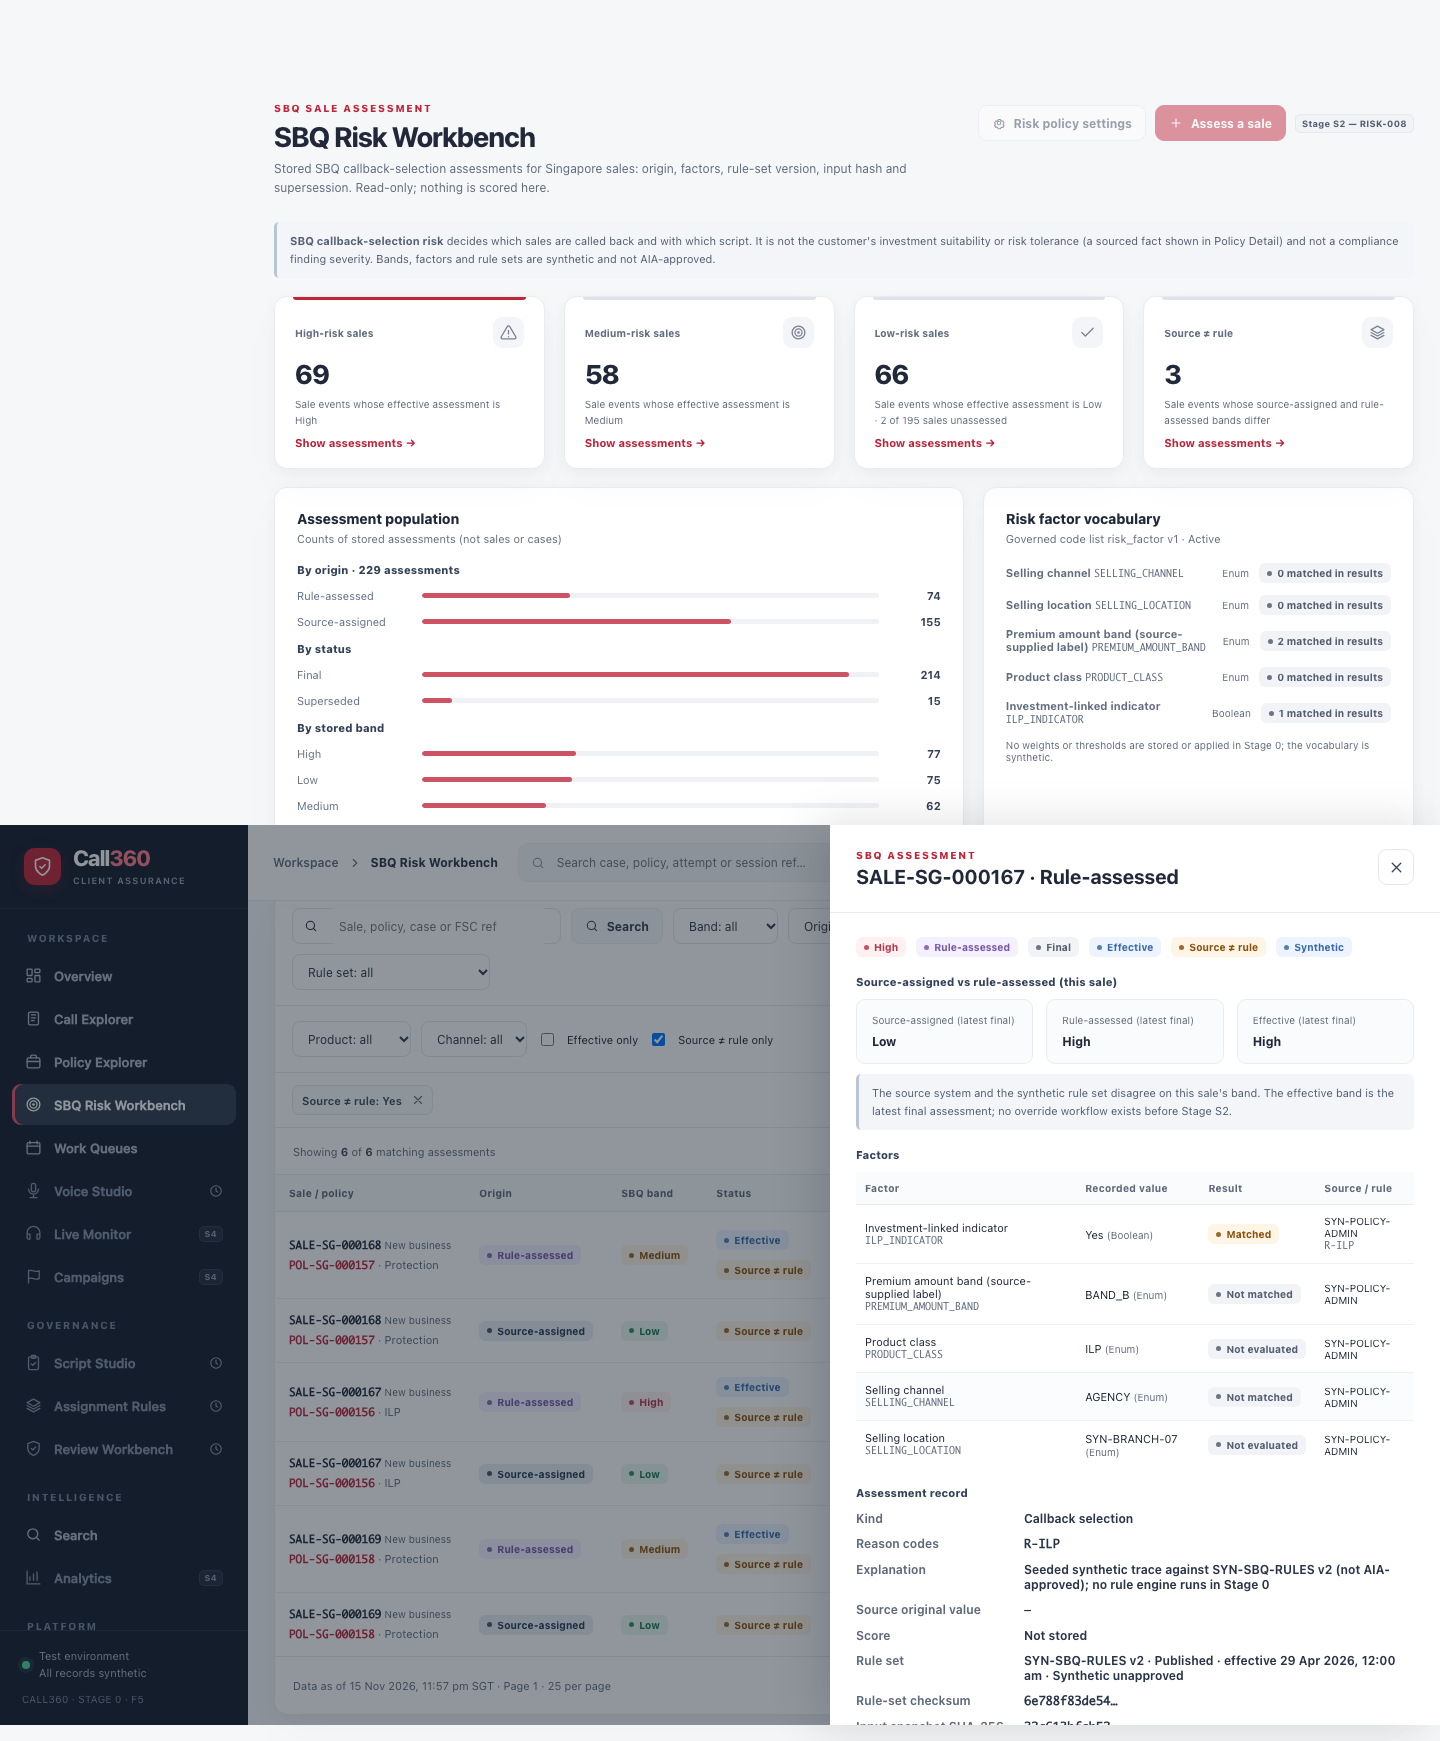 SBQ SALE ASSESSMENT
SBQ Risk Workbench
Stored SBQ callback-selection assessments for Singapore sales: origin, factors, rule-set version, input hash and
supersession. Read-only; nothing is scored here.
Risk policy settings
Assess a sale
Stage S2 — RISK-008
SBQ callback-selection risk decides which sales are called back and with which script. It is not the customer's investment suitability or risk tolerance (a sourced fact shown in Policy Detail) and not a compliance
finding severity. Bands, factors and rule sets are synthetic and not AIA-approved.
High-risk sales
69
Sale events whose effective assessment is
High
Show assessments →
Medium-risk sales
58
Sale events whose effective assessment is
Medium
Show assessments →
Low-risk sales
66
Sale events whose effective assessment is Low
· 2 of 195 sales unassessed
Show assessments →
Source ≠ rule
3
Sale events whose source-assigned and rule-
assessed bands differ
Show assessments →
Assessment population
Counts of stored assessments (not sales or cases)
By origin · 229 assessments
Rule-assessed 74
Source-assigned 155
By status
Final 214
Superseded 15
By stored band
High 77
Low 75
Medium 62
Risk factor vocabulary
Governed code list risk_factor v1 · Active
Selling channel SELLING_CHANNEL Enum 0 matched in results
Selling location SELLING_LOCATION Enum 0 matched in results
Premium amount band (source-
supplied label) PREMIUM_AMOUNT_BAND Enum 2 matched in results
Product class PRODUCT_CLASS Enum 0 matched in results
Investment-linked indicator
ILP_INDICATOR Boolean 1 matched in results
No weights or thresholds are stored or applied in Stage 0; the vocabulary is
synthetic.
Call360
CLIENT ASSURANCE
WORKSPACE
Overview
Call Explorer
Policy Explorer
SBQ Risk Workbench
Work Queues
Voice Studio
Live Monitor S4
Campaigns S4
GOVERNANCE
Script Studio
Assignment Rules
Review Workbench
INTELLIGENCE
Search
Analytics S4
PLATFORM
Test environment
All records synthetic
CALL360 · STAGE 0 · F5
Workspace > SBQ Risk Workbench
Search case, policy, attempt or session ref...
Sale, policy, case or FSC ref
Search
Band: all
Origi
Rule set: all
Product: all
Channel: all
Effective only
Source ≠ rule only
Source ≠ rule: Yes
Showing 6 of 6 matching assessments
Sale / policy Origin SBQ band Status
SALE-SG-000168 New business
POL-SG-000157 · Protection
Rule-assessed Medium Effective
Source ≠ rule
SALE-SG-000168 New business
POL-SG-000157 · Protection
Source-assigned Low Source ≠ rule
SALE-SG-000167 New business
POL-SG-000156 · ILP
Rule-assessed High Effective
Source ≠ rule
SALE-SG-000167 New business
POL-SG-000156 · ILP
Source-assigned Low Source ≠ rule
SALE-SG-000169 New business
POL-SG-000158 · Protection
Rule-assessed Medium Effective
Source ≠ rule
SALE-SG-000169 New business
POL-SG-000158 · Protection
Source-assigned Low Source ≠ rule
Data as of 15 Nov 2026, 11:57 pm SGT · Page 1 · 25 per page
SBQ ASSESSMENT
SALE-SG-000167 · Rule-assessed
High
Rule-assessed
Final
Effective
Source ≠ rule
Synthetic
Source-assigned vs rule-assessed (this sale)
Source-assigned (latest final)
Low
Rule-assessed (latest final)
High
Effective (latest final)
High
The source system and the synthetic rule set disagree on this sale's band. The effective band is the
latest final assessment; no override workflow exists before Stage S2.
Factors
Factor Recorded value Result Source / rule
Investment-linked indicator
ILP_INDICATOR
Yes (Boolean)
Matched
SYN-POLICY-
ADMIN
R-ILP
Premium amount band (source-
supplied label)
PREMIUM_AMOUNT_BAND
BAND_B (Enum)
Not matched
SYN-POLICY-
ADMIN
Product class
PRODUCT_CLASS
ILP (Enum)
Not evaluated
SYN-POLICY-
ADMIN
Selling channel
SELLING_CHANNEL
AGENCY (Enum)
Not matched
SYN-POLICY-
ADMIN
Selling location
SELLING_LOCATION
SYN-BRANCH-07
(Enum)
Not evaluated
SYN-POLICY-
ADMIN
Assessment record
Kind Callback selection
Reason codes R-ILP
Explanation Seeded synthetic trace against SYN-SBQ-RULES v2 (not AIA-
approved); no rule engine runs in Stage 0
Source original value —
Score Not stored
Rule set SYN-SBQ-RULES v2 · Published · effective 29 Apr 2026, 12:00
am · Synthetic unapproved
Rule-set checksum 6e788f83de54…